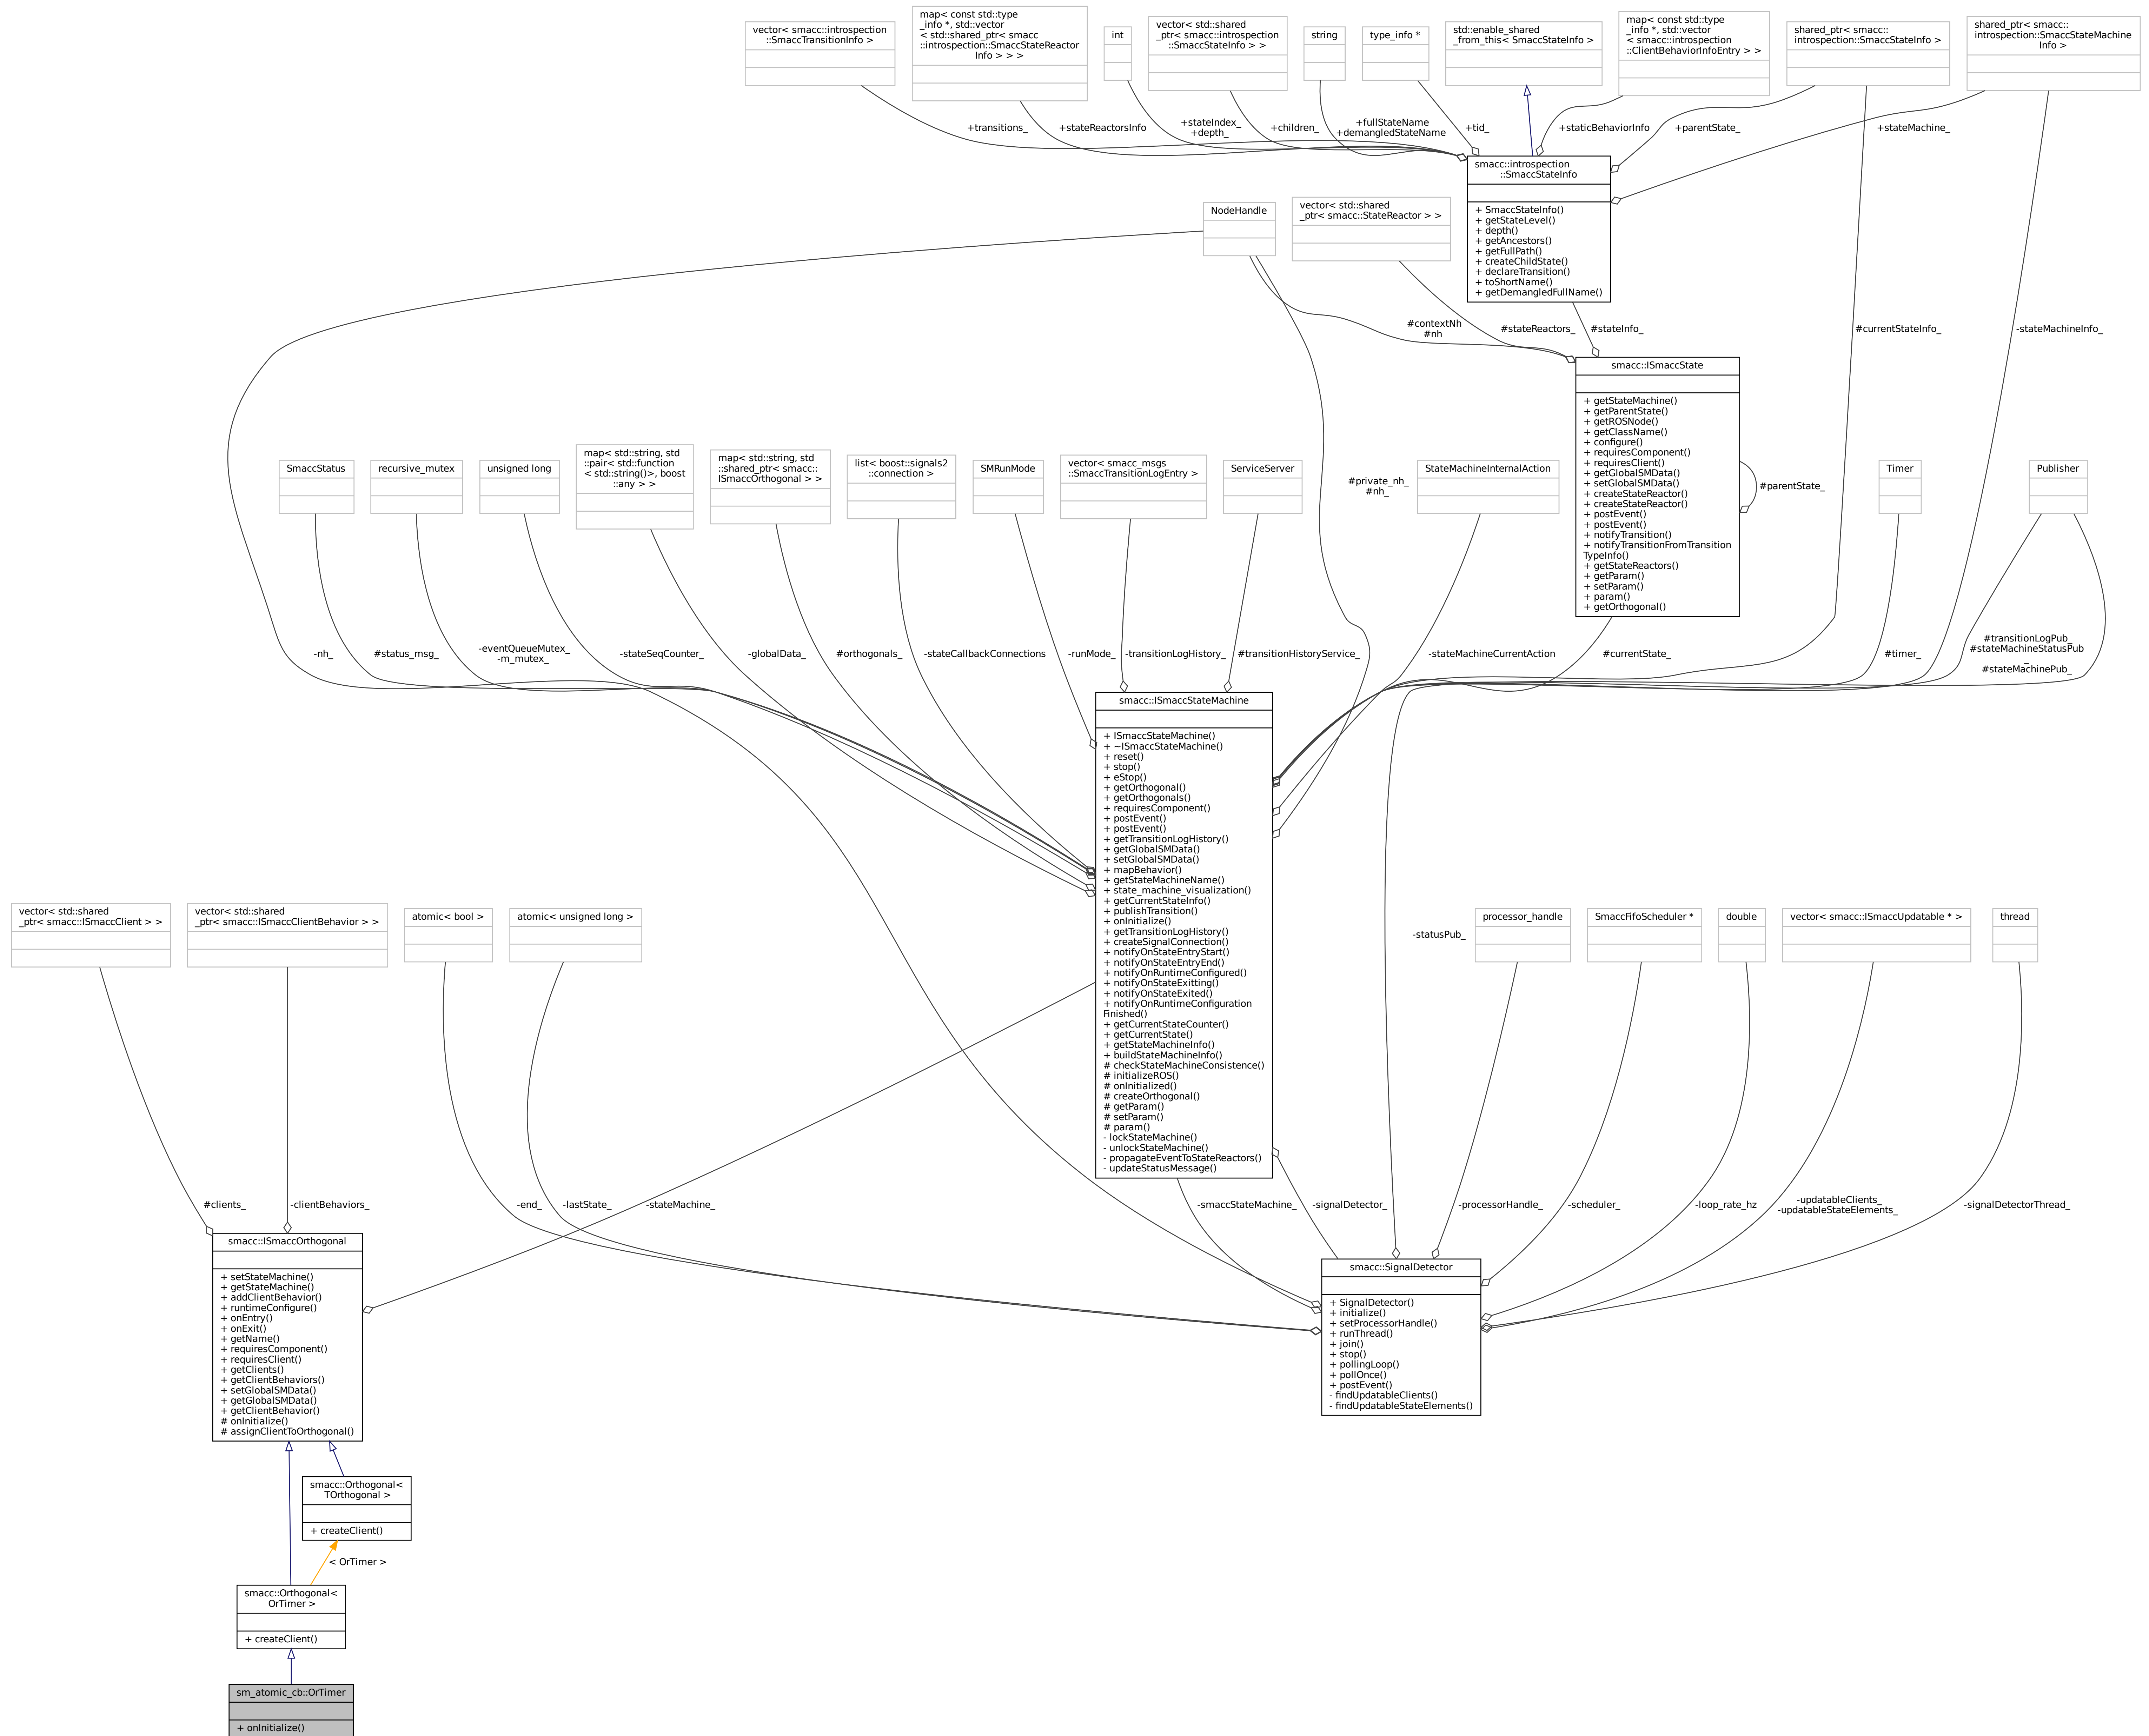 vector< smacc::introspection
::SmaccTransitionInfo >
map< const std::type
_info *, std::vector
< std::shared_ptr< smacc
::introspection::SmaccStateReactor
Info > > >
int
vector< std::shared
_ptr< smacc::introspection
::SmaccStateInfo > >
string
type_info *
std::enable_shared
_from_this< SmaccStateInfo >
map< const std::type
_info *, std::vector
< smacc::introspection
::ClientBehaviorInfoEntry > >
shared_ptr< smacc::
introspection::SmaccStateInfo >
shared_ptr< smacc::
introspection::SmaccStateMachine
Info >
+transitions_
+stateReactorsInfo
+stateIndex_
+depth_
+children_
+fullStateName
+demangledStateName
+tid_
+staticBehaviorInfo
+parentState_
+stateMachine_
smacc::introspection
::SmaccStateInfo
+ SmaccStateInfo()
+ getStateLevel()
+ depth()
+ getAncestors()
+ getFullPath()
+ createChildState()
+ declareTransition()
+ toShortName()
+ getDemangledFullName()
NodeHandle
vector< std::shared
_ptr< smacc::StateReactor > >
#contextNh
#nh
#stateReactors_
#stateInfo_
#currentStateInfo_
-stateMachineInfo_
smacc::ISmaccState
+ getStateMachine()
+ getParentState()
+ getROSNode()
+ getClassName()
+ configure()
+ requiresComponent()
+ requiresClient()
+ getGlobalSMData()
+ setGlobalSMData()
+ createStateReactor()
+ createStateReactor()
+ postEvent()
+ postEvent()
+ notifyTransition()
+ notifyTransitionFromTransition
TypeInfo()
+ getStateReactors()
+ getParam()
+ setParam()
+ param()
+ getOrthogonal()
#parentState_
SmaccStatus
recursive_mutex
unsigned long
map< std::string, std
::pair< std::function
< std::string()>, boost
::any > >
map< std::string, std
::shared_ptr< smacc::
ISmaccOrthogonal > >
list< boost::signals2
::connection >
SMRunMode
vector< smacc_msgs
::SmaccTransitionLogEntry >
ServiceServer
#private_nh_
#nh_
StateMachineInternalAction
Timer
Publisher
-nh_
#status_msg_
-eventQueueMutex_
-m_mutex_
-stateSeqCounter_
-globalData_
#orthogonals_
-stateCallbackConnections
-runMode_
-transitionLogHistory_
#transitionHistoryService_
-stateMachineCurrentAction
#currentState_
#timer_
#transitionLogPub_
#stateMachineStatusPub
_
#stateMachinePub_
smacc::ISmaccStateMachine
+ ISmaccStateMachine()
+ ~ISmaccStateMachine()
+ reset()
+ stop()
+ eStop()
+ getOrthogonal()
+ getOrthogonals()
+ requiresComponent()
+ postEvent()
+ postEvent()
+ getTransitionLogHistory()
+ getGlobalSMData()
+ setGlobalSMData()
+ mapBehavior()
+ getStateMachineName()
+ state_machine_visualization()
+ getCurrentStateInfo()
+ publishTransition()
+ onInitialize()
+ getTransitionLogHistory()
+ createSignalConnection()
+ notifyOnStateEntryStart()
+ notifyOnStateEntryEnd()
+ notifyOnRuntimeConfigured()
+ notifyOnStateExitting()
+ notifyOnStateExited()
+ notifyOnRuntimeConfiguration
Finished()
+ getCurrentStateCounter()
+ getCurrentState()
+ getStateMachineInfo()
+ buildStateMachineInfo()
# checkStateMachineConsistence()
# initializeROS()
# onInitialized()
# createOrthogonal()
# getParam()
# setParam()
# param()
- lockStateMachine()
- unlockStateMachine()
- propagateEventToStateReactors()
- updateStatusMessage()
vector< std::shared
_ptr< smacc::ISmaccClient > >
vector< std::shared
_ptr< smacc::ISmaccClientBehavior > >
atomic< bool >
atomic< unsigned long >
-statusPub_
processor_handle
SmaccFifoScheduler *
double
vector< smacc::ISmaccUpdatable * >
thread
#clients_
-clientBehaviors_
-end_
-lastState_
-stateMachine_
-smaccStateMachine_
-signalDetector_
-processorHandle_
-scheduler_
-loop_rate_hz
-updatableClients_
-updatableStateElements_
-signalDetectorThread_
smacc::ISmaccOrthogonal
+ setStateMachine()
+ getStateMachine()
+ addClientBehavior()
+ runtimeConfigure()
+ onEntry()
+ onExit()
+ getName()
+ requiresComponent()
+ requiresClient()
+ getClients()
+ getClientBehaviors()
+ setGlobalSMData()
+ getGlobalSMData()
+ getClientBehavior()
# onInitialize()
# assignClientToOrthogonal()
smacc::SignalDetector
+ SignalDetector()
+ initialize()
+ setProcessorHandle()
+ runThread()
+ join()
+ stop()
+ pollingLoop()
+ pollOnce()
+ postEvent()
- findUpdatableClients()
- findUpdatableStateElements()
smacc::Orthogonal<
TOrthogonal >
+ createClient()
< OrTimer >
smacc::Orthogonal<
OrTimer >
+ createClient()
sm_atomic_cb::OrTimer
+ onInitialize()